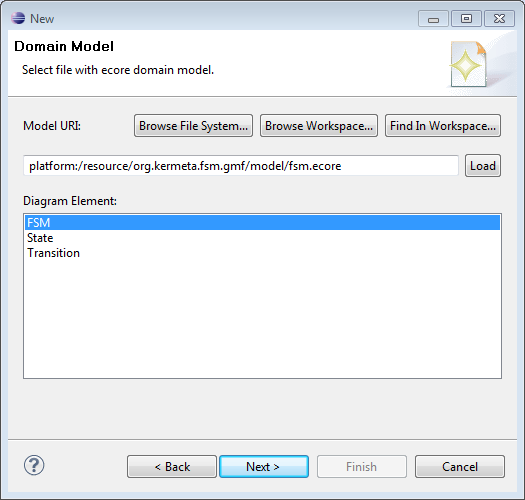 New
Domain Model
Select file with ecore domain model.
Model URI: Browse File System... Browse Workspace... Find In Workspace...
platform:/resource/org.kermeta.fsm.gmf/model/fsm.ecore Load
Diagram Element:
FSM
State
Transition
? < Back Next > Finish Cancel